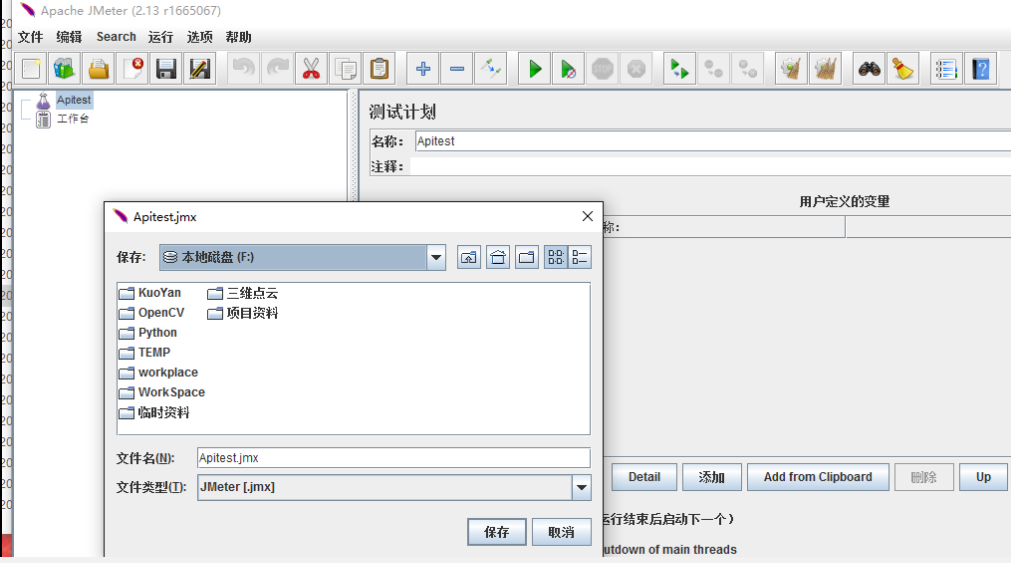 Apache JMeter (2.13 r1665067)
文件 编辑 Search 运行 选项 帮助
Apitest
工作台
测试计划
名称： Apitest
注释：
用户定义的变量
称：
Apitest.jmx
保存: 本地磁盘 (F:)
KuoYan 三维点云
OpenCV 项目资料
Python
TEMP
workplace
WorkSpace
临时资料
文件名(N): Apitest.jmx
文件类型(T): JMeter [.jmx]
保存 取消
Detail 添加 Add from Clipboard 删除 Up
运行结束后启动下一个）
utdown of main threads